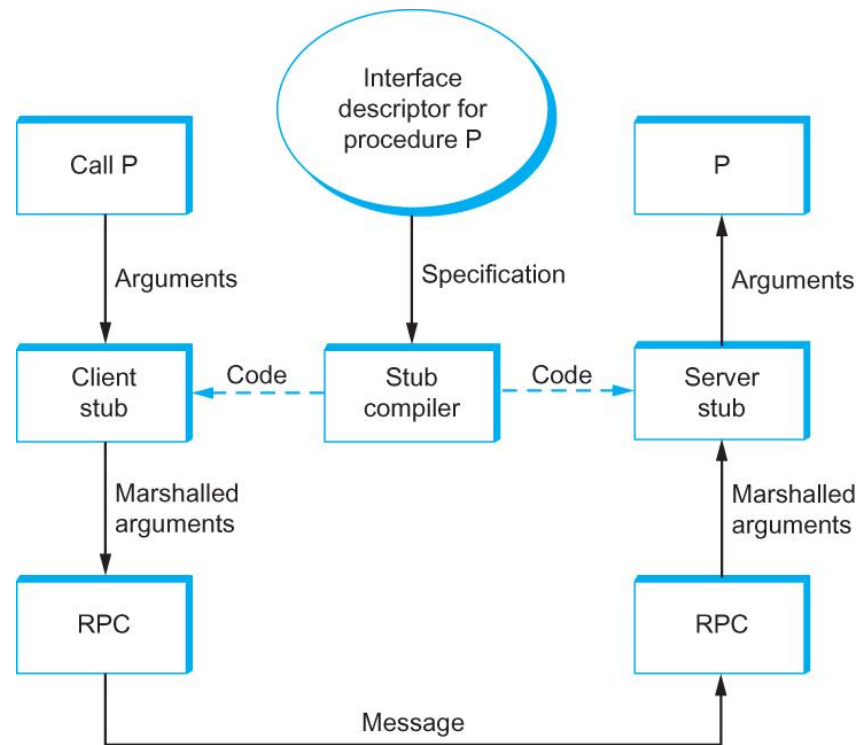 Interface
descriptor for
procedure P
Call P
P
Arguments
Specification
Arguments
Client
stub
Code
Stub
compiler
Code
Server
stub
Marshalled
arguments
Marshalled
arguments
RPC
RPC
Message